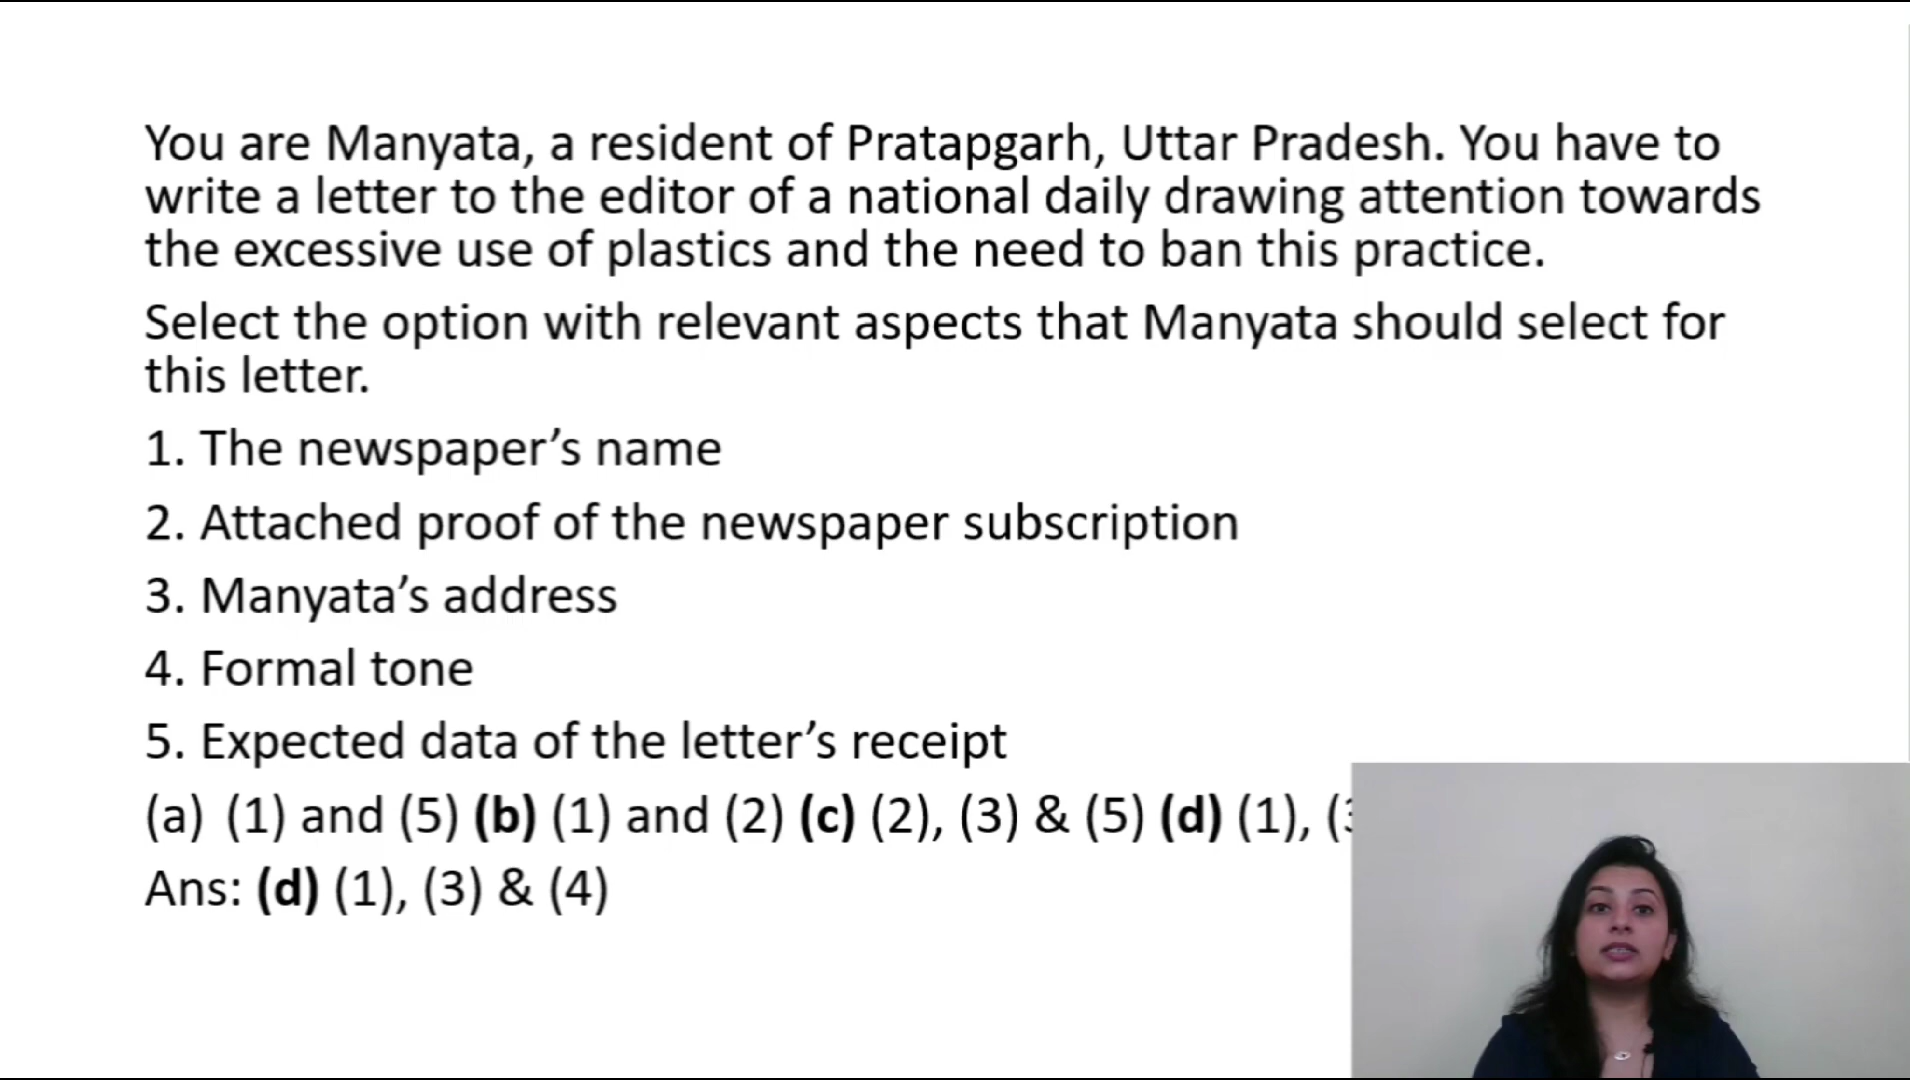 You are Manyata, a resident of Pratapgarh, Uttar Pradesh. You have to
write a letter to the editor of a national daily drawing attention towards
the excessive use of plastics and the need to ban this practice.
Select the option with relevant aspects that Manyata should select for
this letter.
1. The newspaper’s name
2. Attached proof of the newspaper subscription
3. Manyata’s address
4. Formal tone
5. Expected data of the letter’s receipt
(a) (1) and (5) (b) (1) and (2) (c) (2), (3) & (5) (d) (1),
Ans: (d) (1), (3) & (4)